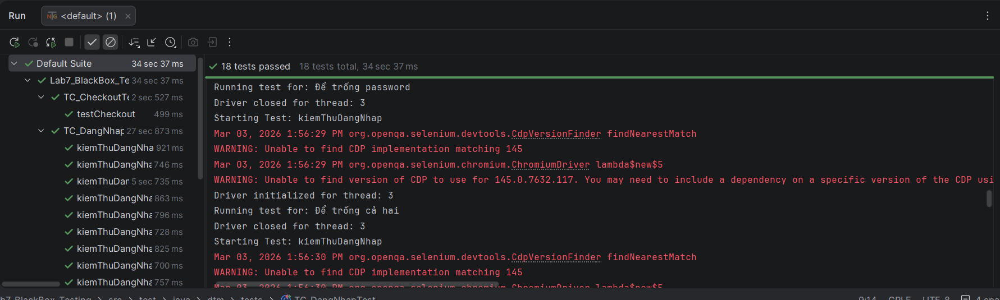 Run
<default> (1)
Default Suite 34 sec 37 ms
Lab7_BlackBox_Te 34 sec 37 ms
TC_CheckoutTe 2 sec 527 ms
testCheckout 499 ms
TC_DangNhap 27 sec 873 ms
kiemThuDangNha 921 ms
kiemThuDangNha 746 ms
kiemThuDan 5 sec 735 ms
kiemThuDangNha 863 ms
kiemThuDangNha 796 ms
kiemThuDangNha 728 ms
kiemThuDangNha 825 ms
kiemThuDangNha 700 ms
kiemThuDangNha 757 ms
18 tests passed 18 tests total, 34 sec 37 ms
Running test for: Để trống password
Driver closed for thread: 3
Starting Test: kiemThuDangNhap
Mar 03, 2026 1:56:29 PM org.openqa.selenium.devtools.CdpVersionFinder findNearestMatch
WARNING: Unable to find CDP implementation matching 145
Mar 03, 2026 1:56:29 PM org.openqa.selenium.chromium.ChromiumDriver lambda$new$5
WARNING: Unable to find version of CDP to use for 145.0.7632.117. You may need to include a dependency on a specific version of the CDP usi
Driver initialized for thread: 3
Running test for: Để trống cả hai
Driver closed for thread: 3
Starting Test: kiemThuDangNhap
Mar 03, 2026 1:56:30 PM org.openqa.selenium.devtools.CdpVersionFinder findNearestMatch
WARNING: Unable to find CDP implementation matching 145
Mar 03, 2026 1:56:30 PM org.openqa.selenium.chromium.ChromiumDriver lambda$new$5
b7_BlackBox_Testing > src > test > java > dtm > tests > TC_DangNhapTest 9:14 CRLF UTF-8 4 spa